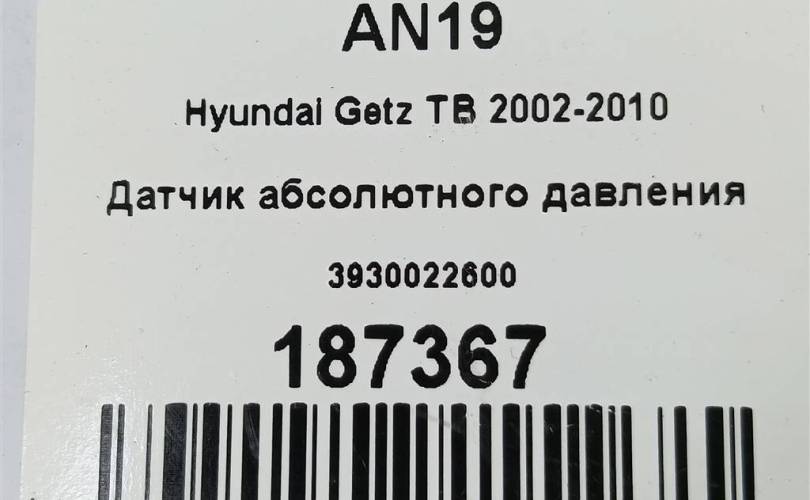 AN19
Hyundai Getz TB 2002-2010
Датчик абсолютного давления
3930022600
187367